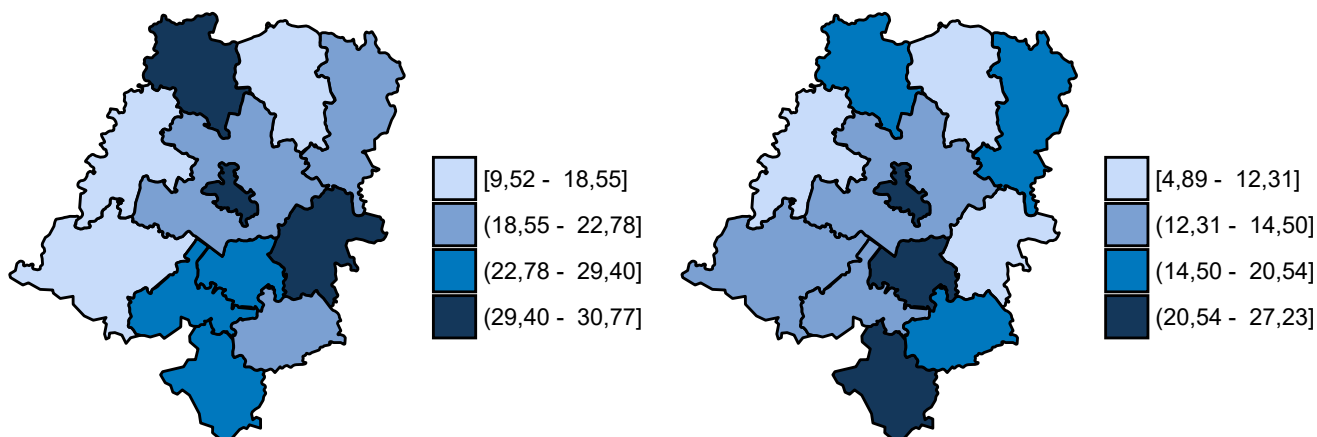 [9,52 - 18,55]
(18,55 - 22,78]
(22,78 - 29,40]
(29,40 - 30,77]
[4,89 - 12,31]
(12,31 - 14,50]
(14,50 - 20,54]
(20,54 - 27,23]